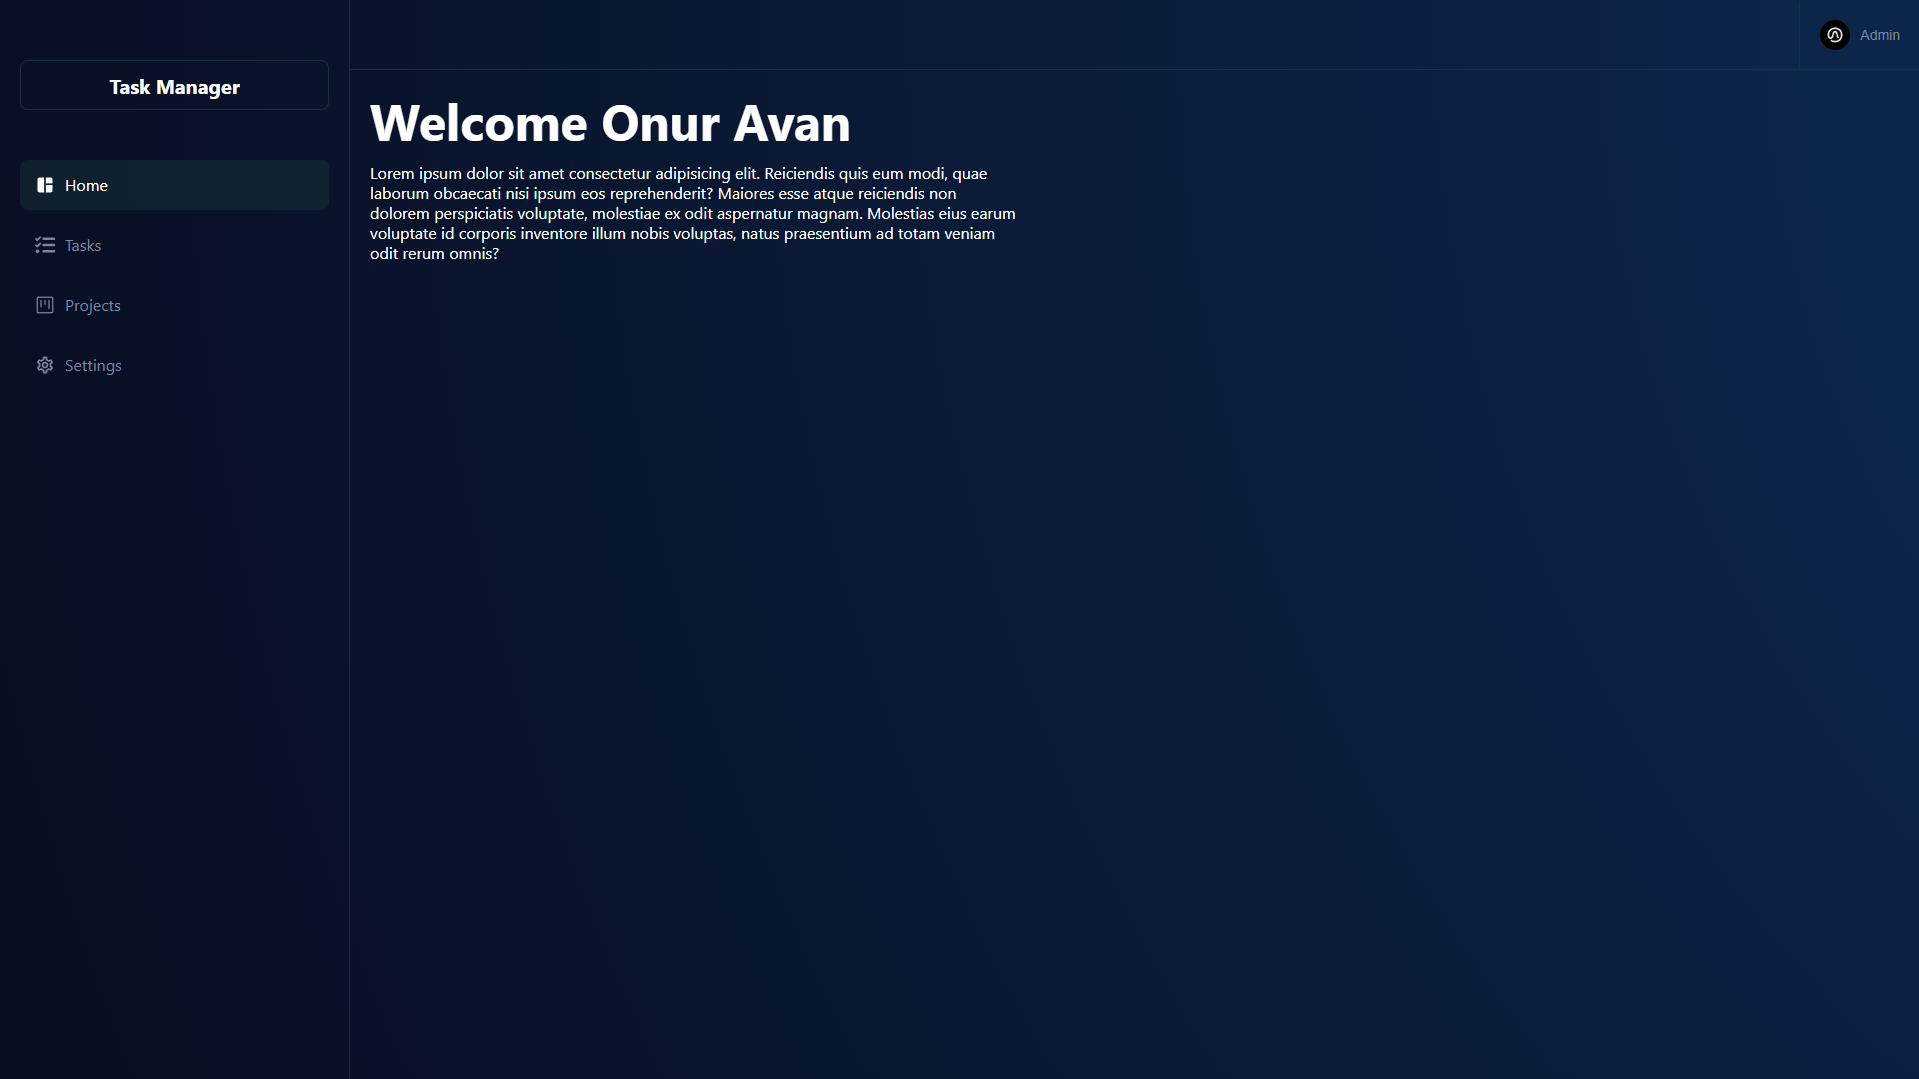 Task Manager
Home
Tasks
Projects
Settings
Admin
Welcome Onur Avan
Lorem ipsum dolor sit amet consectetur adipisicing elit. Reiciendis quis eum modi, quae
laborum obcaecati nisi ipsum eos reprehenderit? Maiores esse atque reiciendis non
dolorem perspiciatis voluptate, molestiae ex odit aspernatur magnam. Molestias eius earum
voluptate id corporis inventore illum nobis voluptas, natus praesentium ad totam veniam
odit rerum omnis?